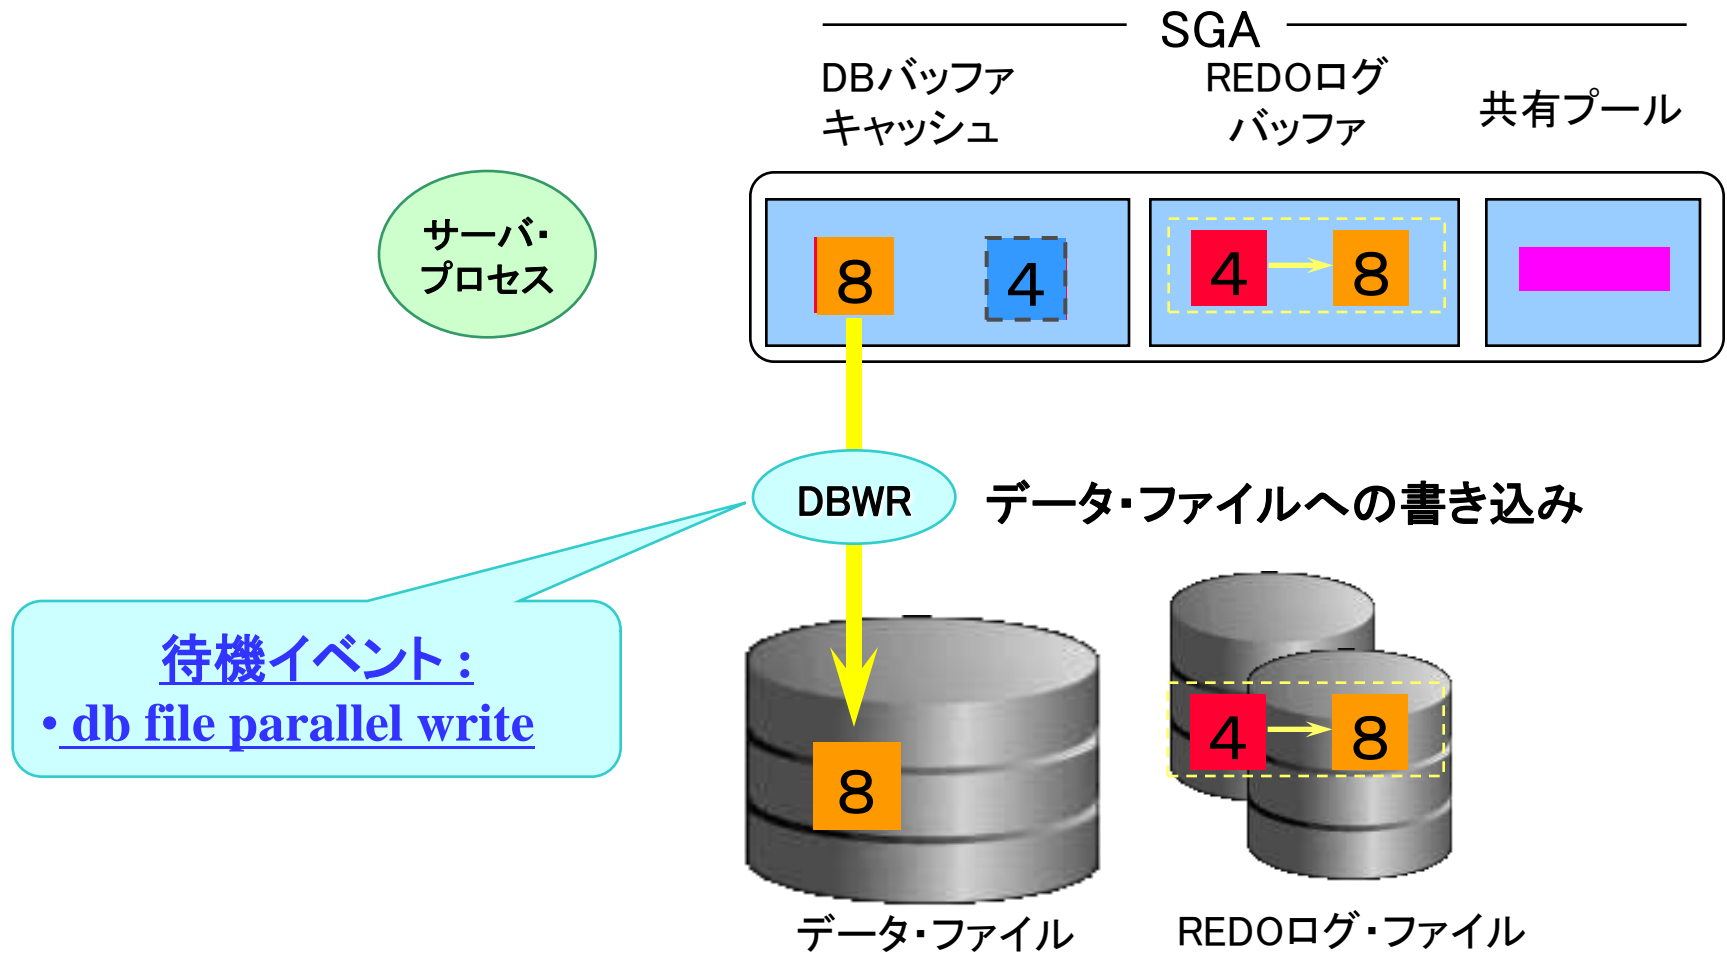 SGA
DBバッファ
キャッシュ
REDOログ
バッファ
共有プール
サーバ・
プロセス
8
4
4
8
DBWR
データ・ファイルへの書き込み
待機イベント :
• db file parallel write
8
4
8
データ・ファイル
REDOログ・ファイル